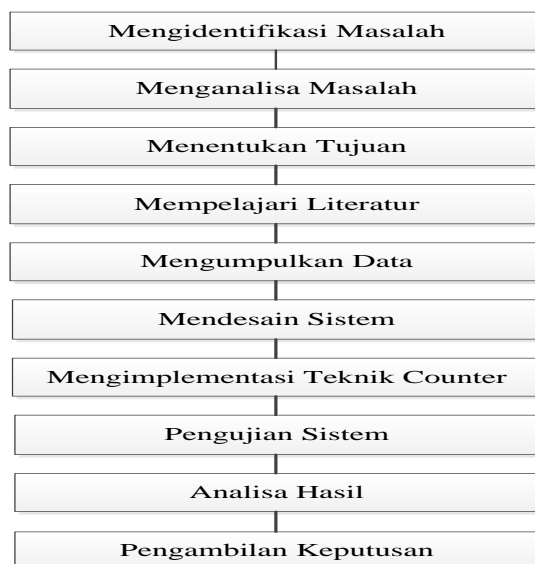 Mengidentifikasi Masalah
Menganalisa Masalah
Menentukan Tujuan
Mempelajari Literatur
Mengumpulkan Data
Mendesain Sistem
Mengimplementasi Teknik Counter
Pengujian Sistem
Analisa Hasil
Pengambilan Keputusan